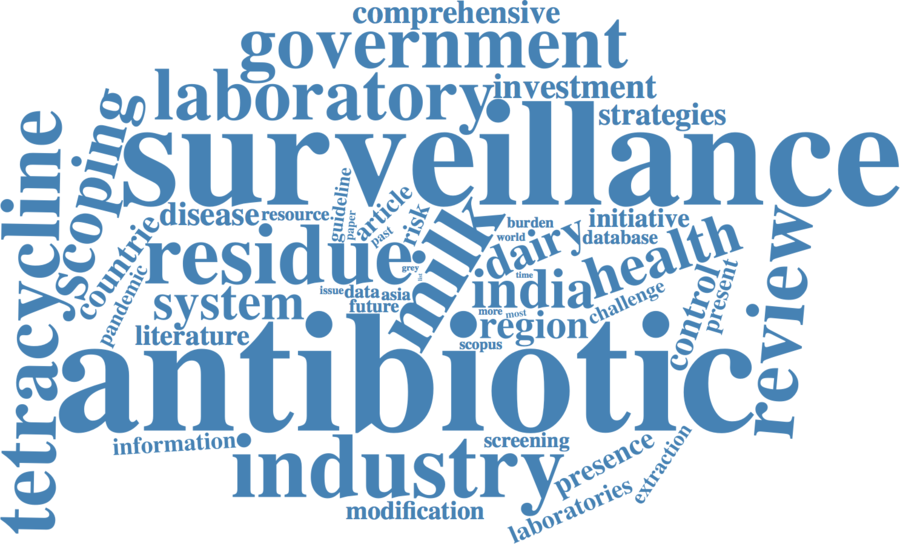 comprehensive
government
laboratory
investment
strategies
surveillance
scoping
tetracycline
countrie
disease
resource
guideline
paper
article
past
risk
milk
burden
world
initiative
database
dairy
health
residue
grey
list
time
india
issue
data
asia
future
system
pandemic
literature
more
most
region
challenge
control
present
review
scopus
antibiotic
information
industry
screening
presence
extraction
laboratories
modification